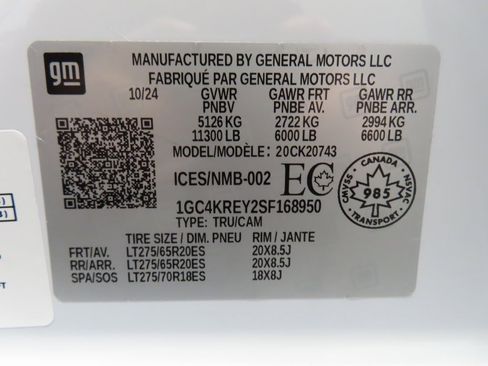 gm
MANUFACTURED BY GENERAL MOTORS LLC
FABRIQUÉ PAR GENERAL MOTORS LLC
10/24 GVWR GAWR FRT GAWR RR
PNBV PNBE AV. PNBE ARR.
5126 KG 2722 KG 2994 KG
11300 LB 6000 LB 6600 LB
MODEL/MODÈLE: 20CK20743
ICES/NMB-002 EC
CANADA
CMVSS 985 NSVAC
TRANSPORT
1GC4KREY2SF168950
TYPE: TRU/CAM
TIRE SIZE / DIM. PNEU RIM / JANTE
FRT/AV. LT275/65R20ES 20X8.5J
RR/ARR. LT275/65R20ES 20X8.5J
SPA/SOS LT275/70R18ES 18X8J